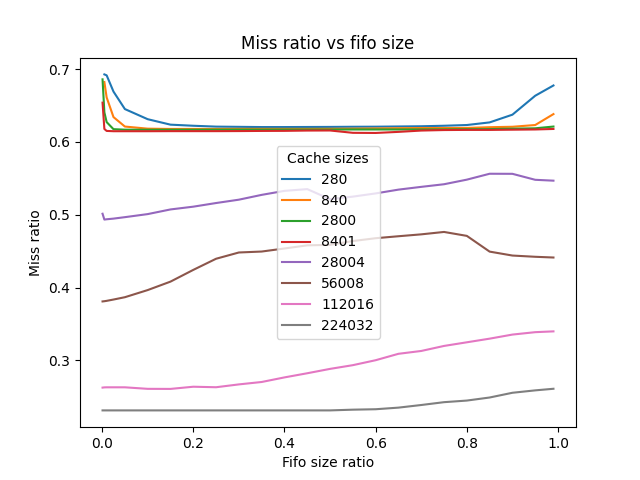 Miss ratio vs fifo size
0.7
0.6
0.5
0.4
0.3
Miss ratio
Cache sizes
280
840
2800
8401
28004
56008
112016
224032
0.0 0.2 0.4 0.6 0.8 1.0
Fifo size ratio